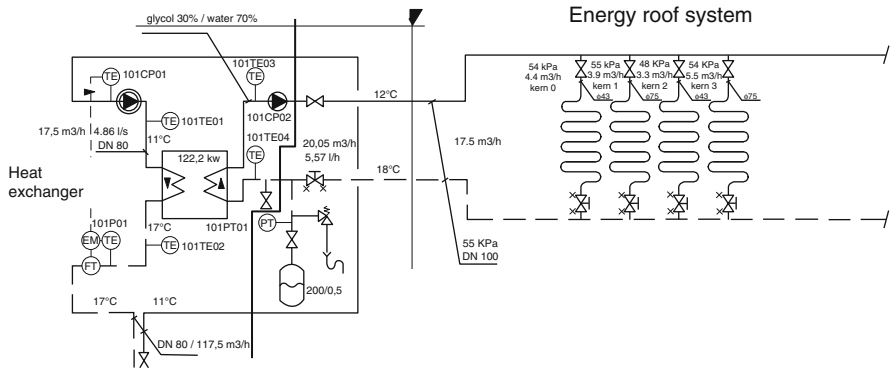 Energy roof system
glycol 30% / water 70%
101TE03
TE
TE
101CP01
54 kPa
4.4 m3/h
kern 0
55 kPa
3.9 m3/h
kern 1
48 KPa
3.3 m3/h
kern 2
54 KPa
5.5 m3/h
kern 3
ϕ43
ϕ75
ϕ43
ϕ75
12°C
101CP02
TE
101TE01
17,5 m3/h
4.86 l/s
11°C
DN 80
101TE04
TE
20,05 m3/h
5,57 l/h
17.5 m3/h
122,2 kw
18°C
Heat
exchanger
101P01
17°C
101PT01
PT
EM
TE
TE
101TE02
FT
55 KPa
DN 100
200/0,5
17°C
11°C
DN 80 / 117,5 m3/h